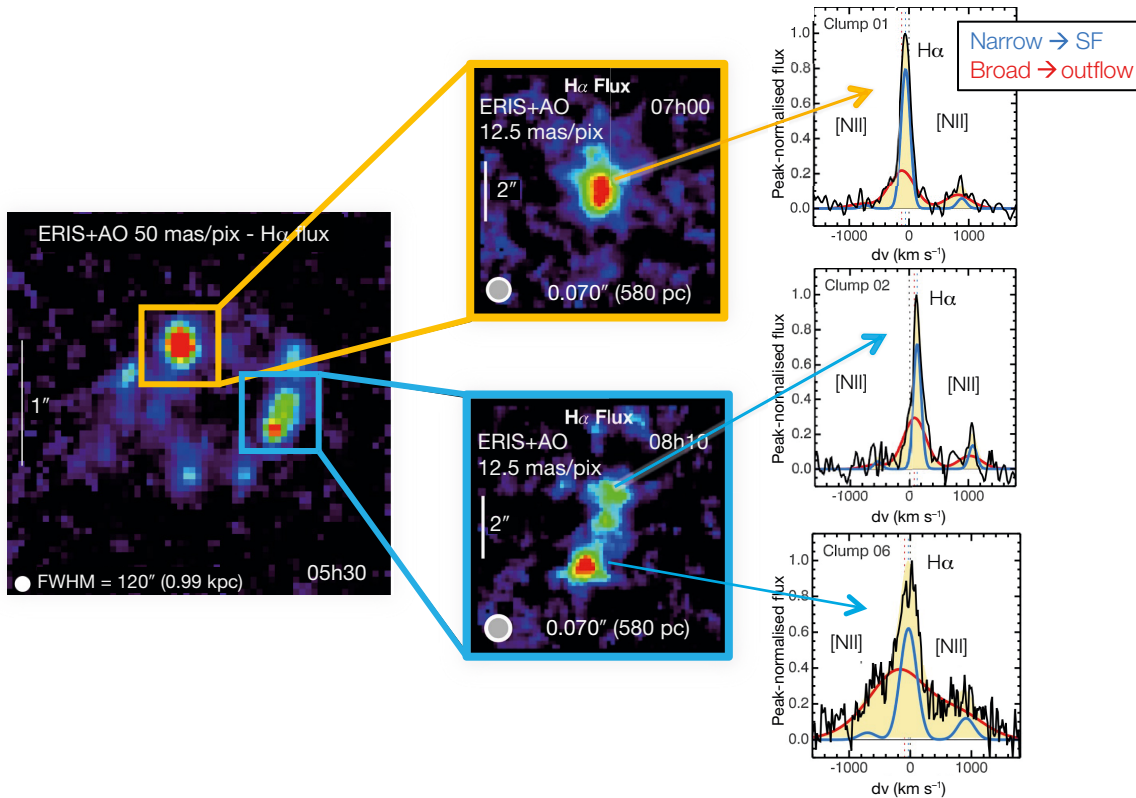 ERIS+AO 50 mas/pix - Hα flux
1″
FWHM = 120″ (0.99 kpc)
05h30
Hα Flux
ERIS+AO
07h00
12.5 mas/pix
2″
0.070″ (580 pc)
Hα Flux
ERIS+AO
08h10
12.5 mas/pix
2″
0.070″ (580 pc)
Narrow → SF
Broad → outflow
Clump 01
Hα
[NII]
[NII]
Peak-normalised flux
1.0
0.8
0.6
0.4
0.2
0.0
-1000
0
1000
dv (km s⁻¹)
Clump 02
Hα
[NII]
[NII]
Peak-normalised flux
1.0
0.8
0.6
0.4
0.2
0.0
-1000
0
1000
dv (km s⁻¹)
Clump 06
Hα
[NII]
[NII]
Peak-normalised flux
1.0
0.8
0.6
0.4
0.2
0.0
-1000
0
1000
dv (km s⁻¹)